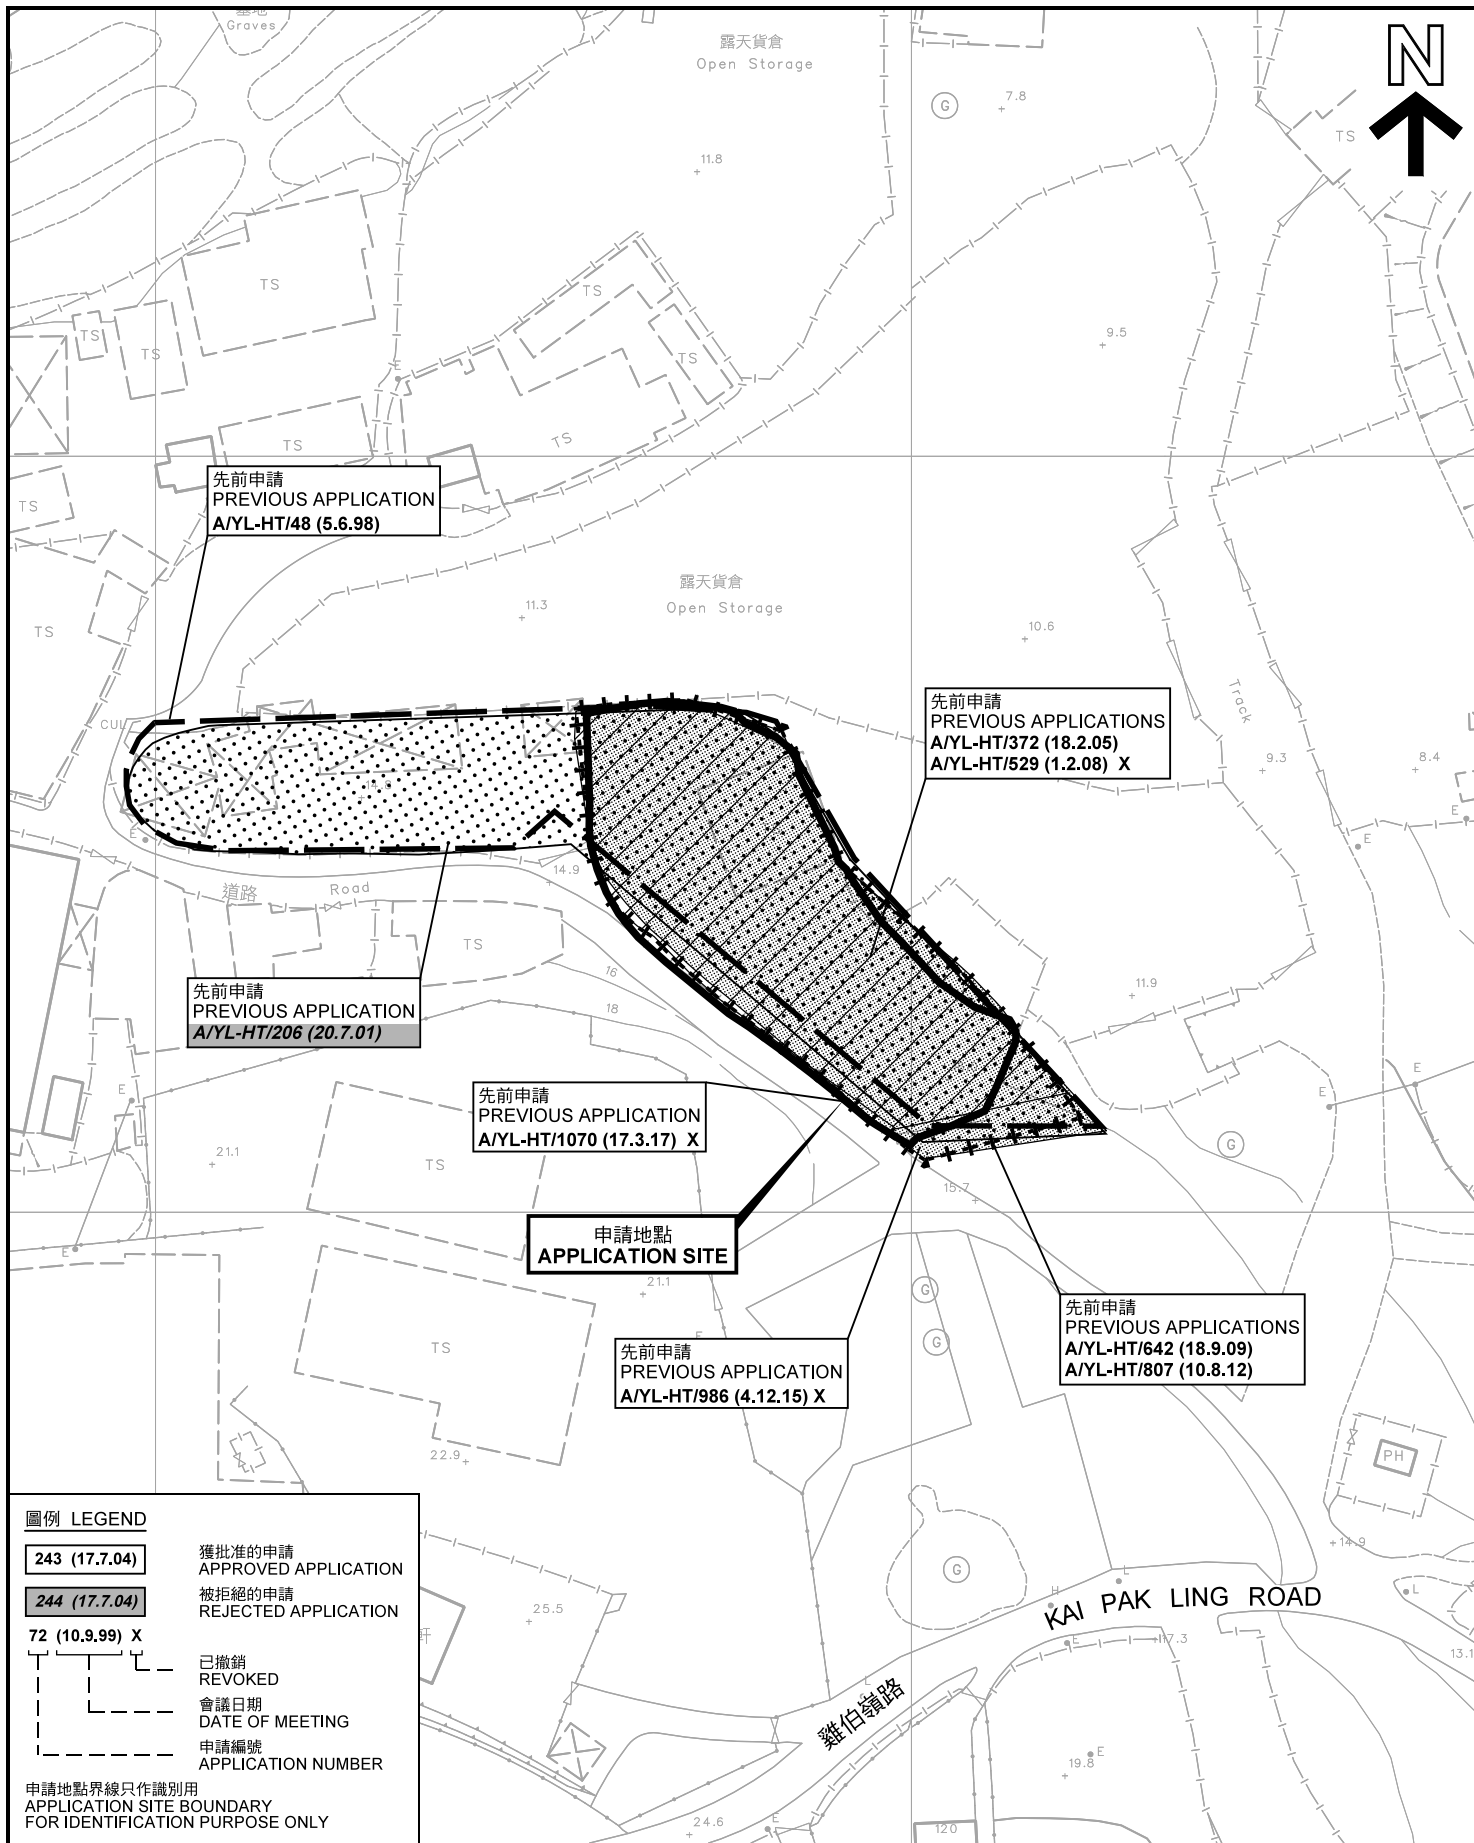 墓地
Graves
露天貨倉
Open Storage
N
G
7.8
TS
11.8
TS
TS
TS
TS
TS
9.5
E
TS
TS
TS
先前申請
PREVIOUS APPLICATION
A/YL-HT/48 (5.6.98)
露天貨倉
Open Storage
11.3
10.6
TS
Track
先前申請
PREVIOUS APPLICATIONS
A/YL-HT/372 (18.2.05)
A/YL-HT/529 (1.2.08) X
CUL
9.3
8.4
14.6
E
E
E
14.9
道路
Road
TS
16
18
11.9
先前申請
PREVIOUS APPLICATION
A/YL-HT/206 (20.7.01)
E
E
E
先前申請
PREVIOUS APPLICATION
A/YL-HT/1070 (17.3.17) X
21.1
TS
G
15.7
E
申請地點
APPLICATION SITE
21.1
G
G
E
TS
先前申請
PREVIOUS APPLICATION
A/YL-HT/986 (4.12.15) X
先前申請
PREVIOUS APPLICATIONS
A/YL-HT/642 (18.9.09)
A/YL-HT/807 (10.8.12)
22.9
PH
14.9
G
L
H
L
KAI PAK LING ROAD
25.5
軒
E
17.3
13.1
L
雞伯嶺路
E
19.8
24.6
E
120
圖例 LEGEND
243 (17.7.04)
獲批准的申請
APPROVED APPLICATION
244 (17.7.04)
被拒絕的申請
REJECTED APPLICATION
72 (10.9.99) X
已撤銷
REVOKED
會議日期
DATE OF MEETING
申請編號
APPLICATION NUMBER
申請地點界線只作識別用
APPLICATION SITE BOUNDARY
FOR IDENTIFICATION PURPOSE ONLY